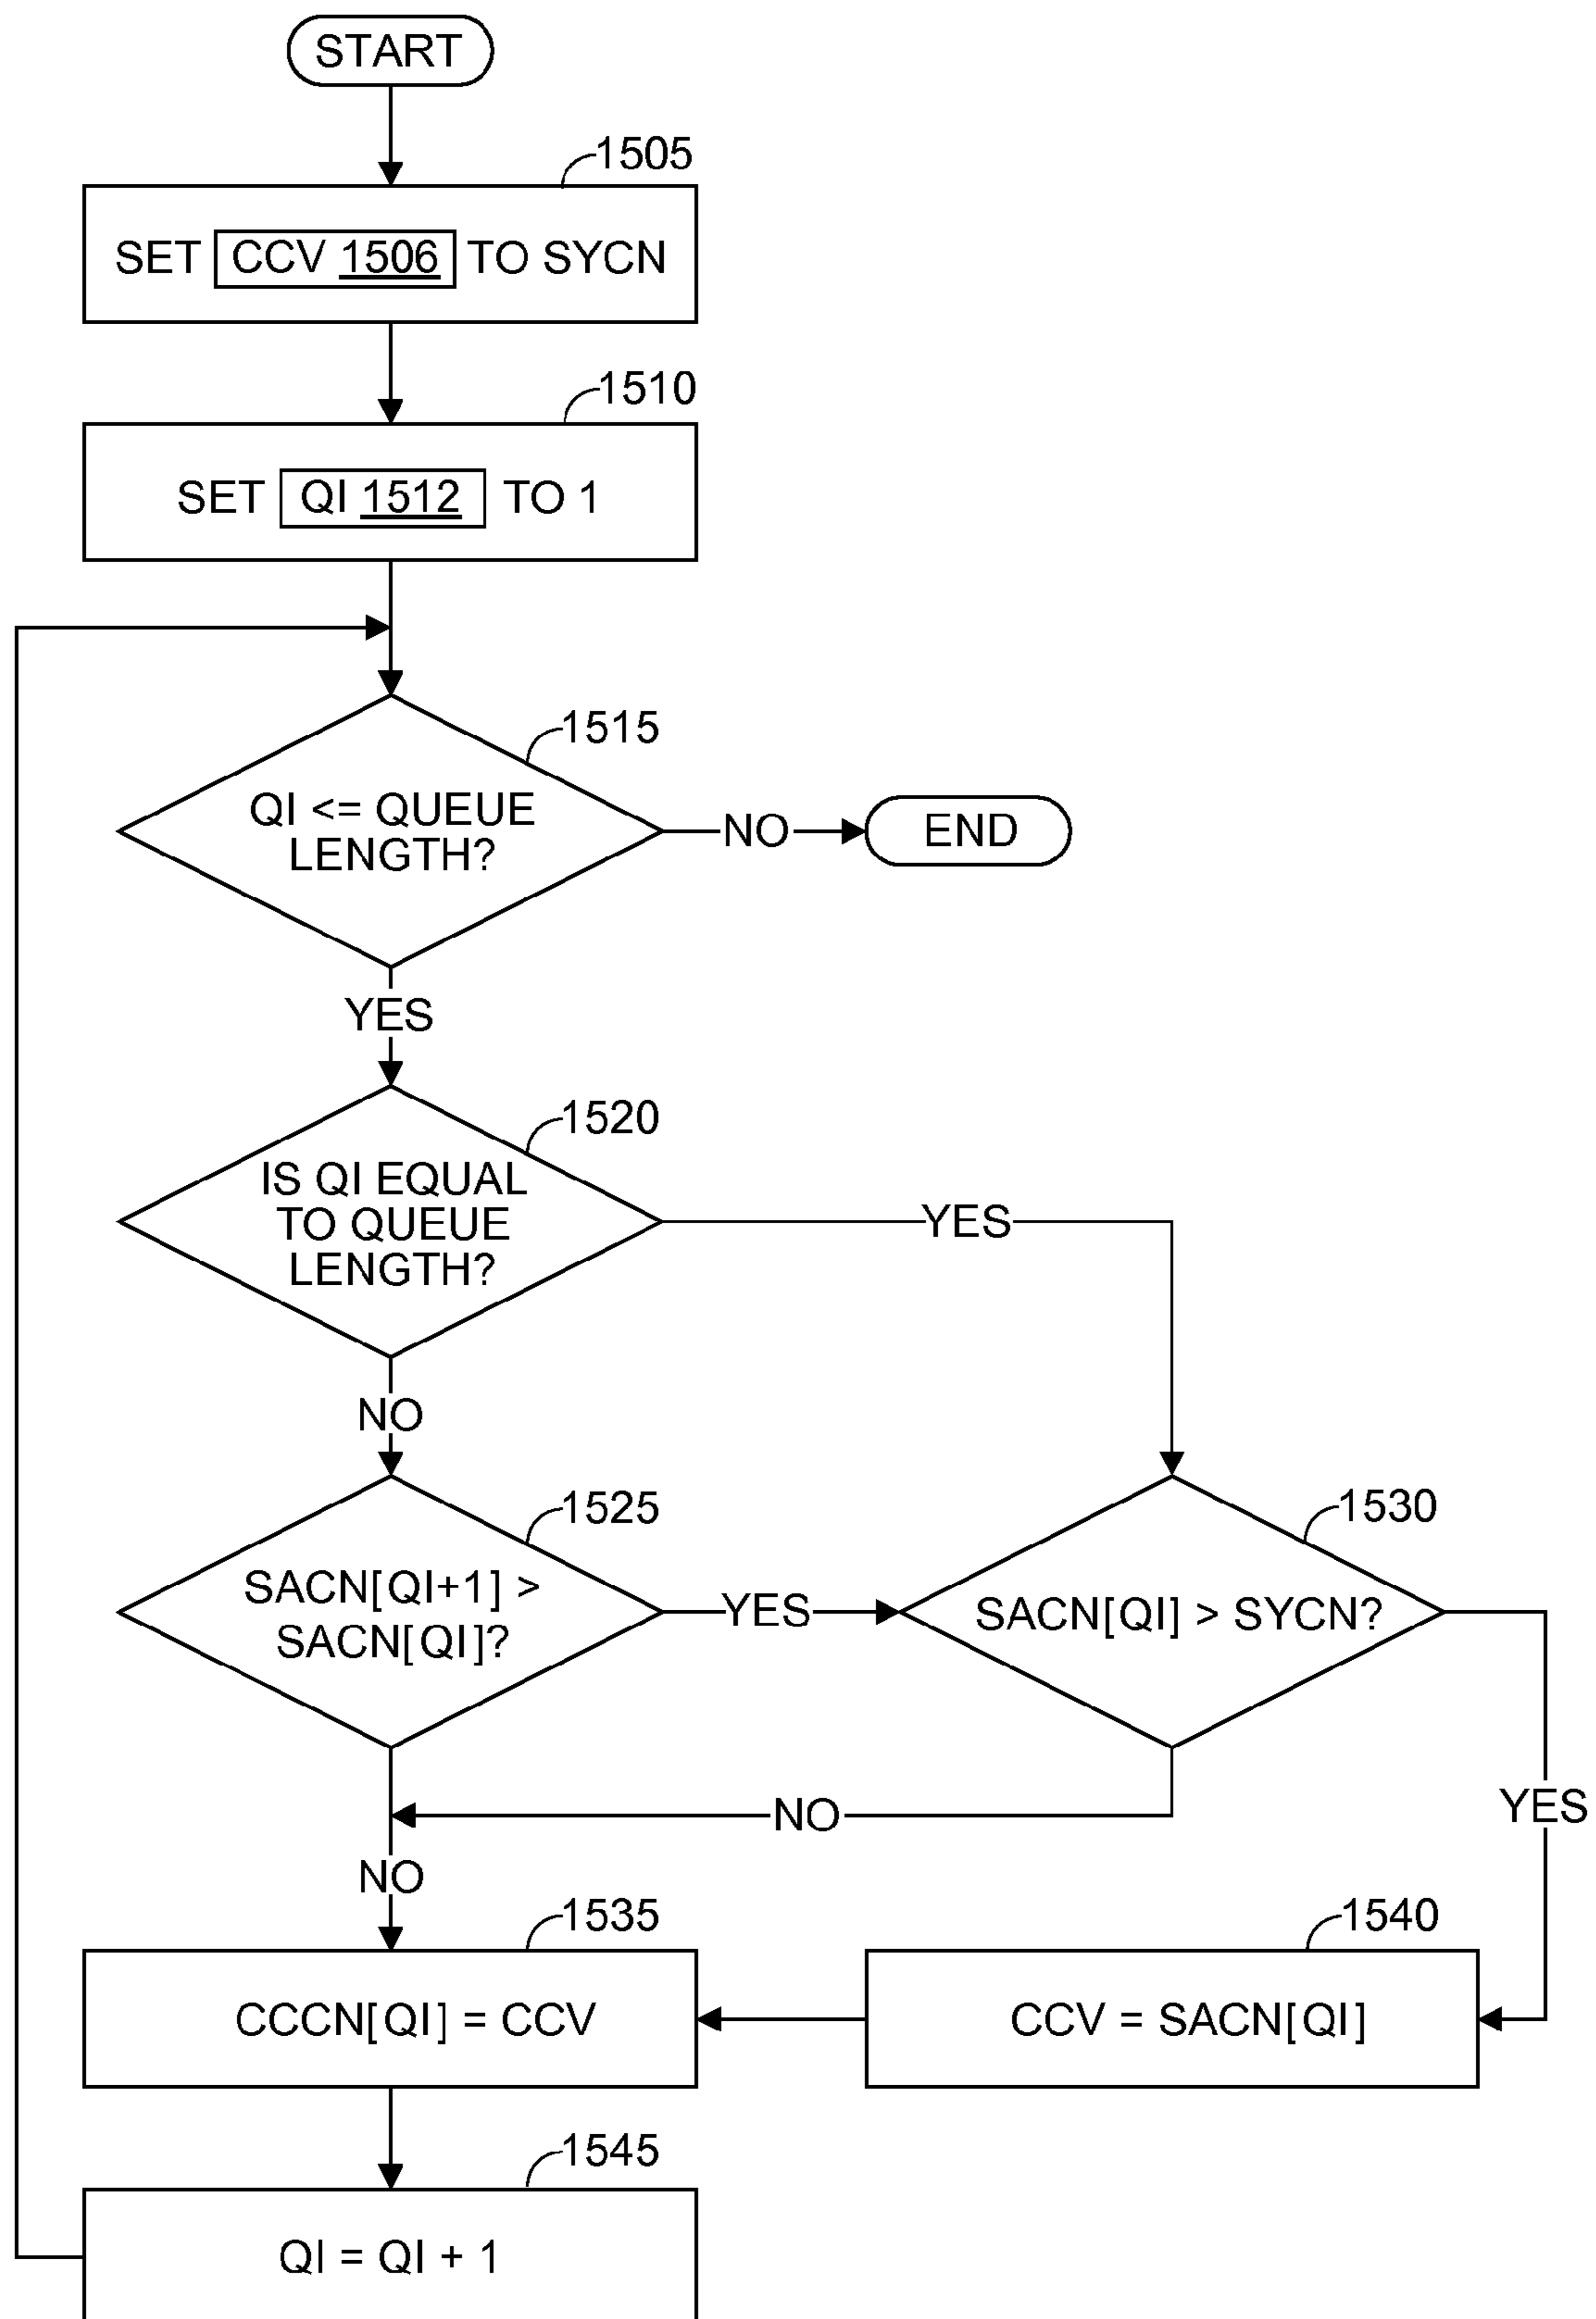 START
1505
SET CCV 1506 TO SYCN
1510
SET QI 1512 TO 1
1515
QI <= QUEUE
LENGTH?
NO
END
YES
1520
IS QI EQUAL
TO QUEUE
LENGTH?
YES
NO
1525
SACN[QI+1] >
SACN[QI]?
YES
1530
SACN[QI] > SYCN?
NO
YES
NO
1535
CCCN[QI] = CCV
1540
CCV = SACN[QI]
1545
QI = QI + 1